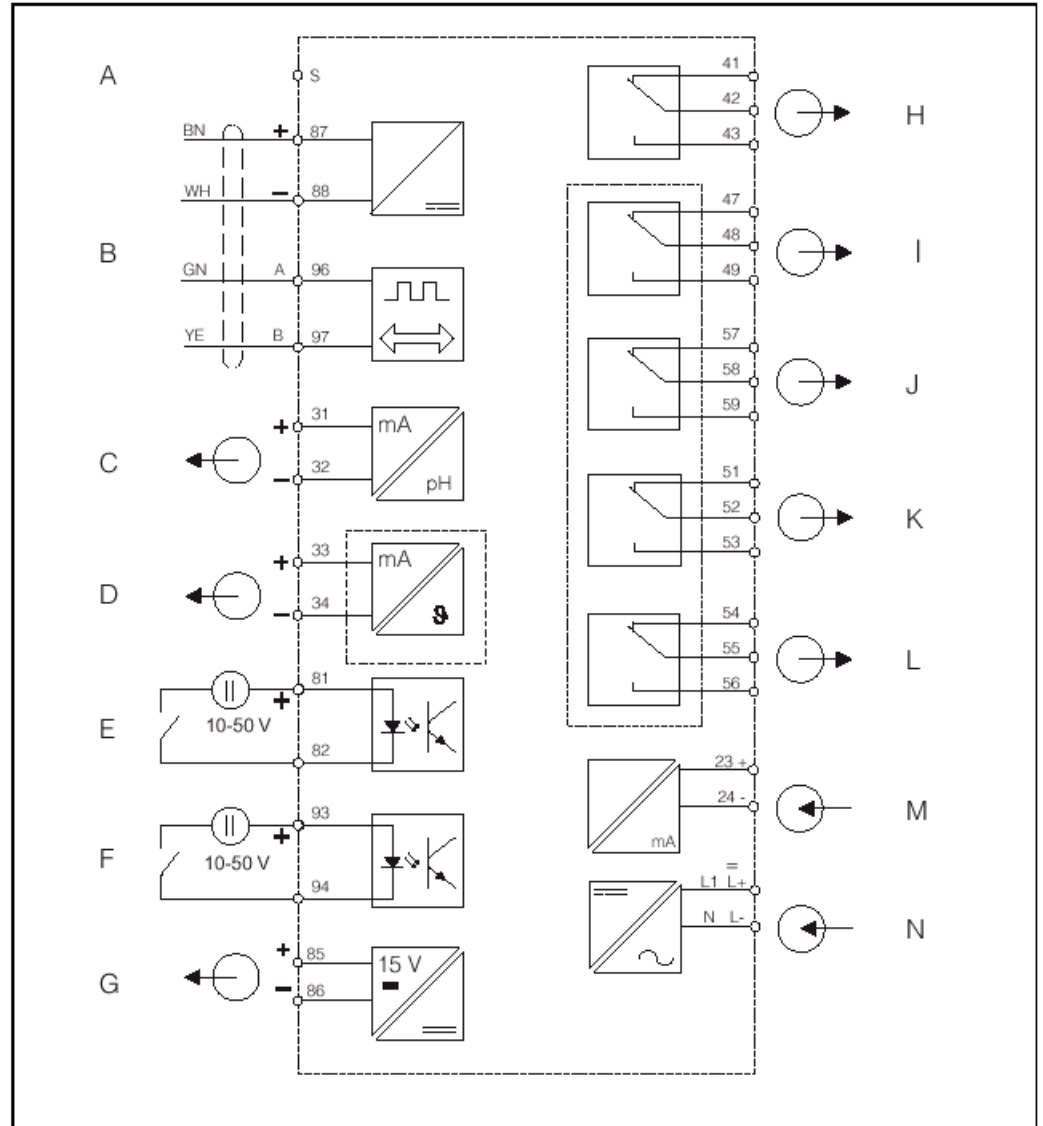 A
S
BN + 87
WH – 88
B
GN A 96
YE B 97
+ 31
mA
C
– 32
pH
+ 33
mA
D
– 34
ϑ
81
+
E
10-50 V
82
93
+
F
10-50 V
94
+ 85
15 V
G
– 86
41
42
H
43
47
48
I
49
57
58
J
59
51
52
K
53
54
55
L
56
23 +
24 -
M
mA
=
L1 L+
N L-
N